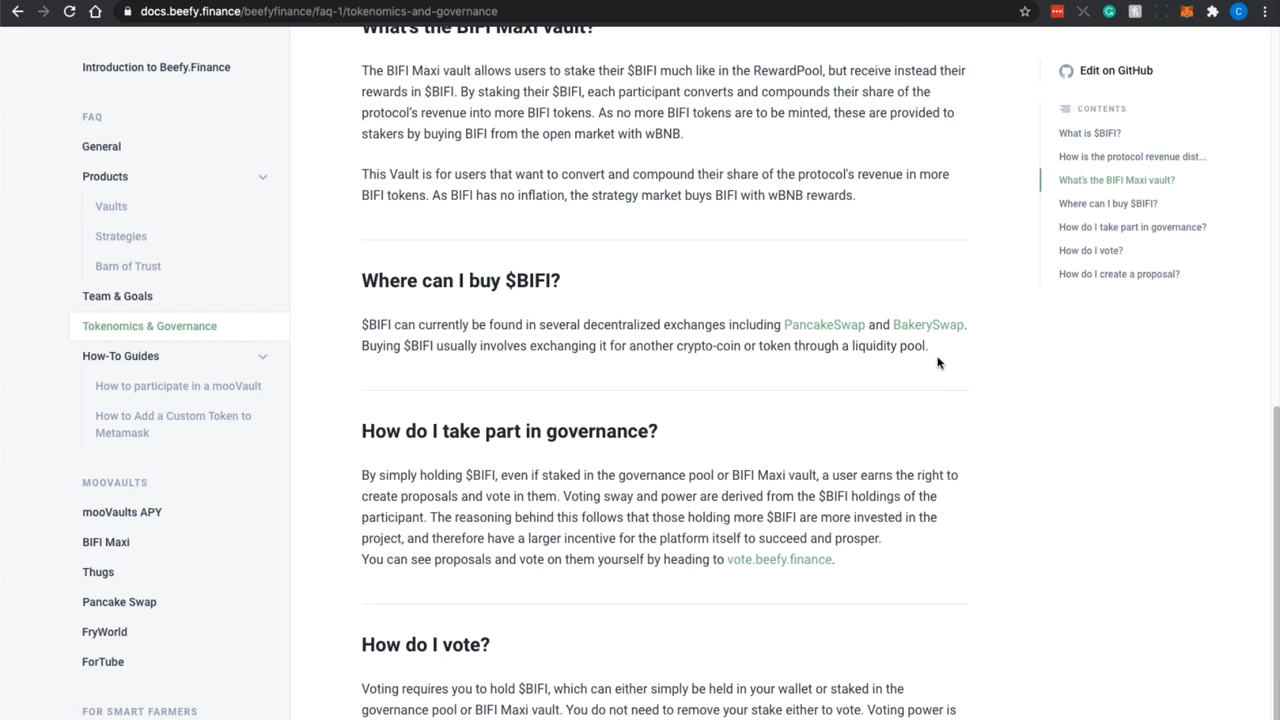 docs.beefy.finance/beefyfinance/faq-1/tokenomics-and-governance
C
Introduction to Beefy.Finance
FAQ
General
Products
Vaults
Strategies
Barn of Trust
Team & Goals
Tokenomics & Governance
How-To Guides
How to participate in a mooVault
How to Add a Custom Token to
Metamask
MOOVAULTS
mooVaults APY
BIFI Maxi
Thugs
Pancake Swap
FryWorld
ForTube
FOR SMART FARMERS
What's the BIFI Maxi vault?
The BIFI Maxi vault allows users to stake their $BIFI much like in the RewardPool, but receive instead their
rewards in $BIFI. By staking their $BIFI, each participant converts and compounds their share of the
protocol's revenue into more BIFI tokens. As no more BIFI tokens are to be minted, these are provided to
stakers by buying BIFI from the open market with wBNB.
This Vault is for users that want to convert and compound their share of the protocol's revenue in more
BIFI tokens. As BIFI has no inflation, the strategy market buys BIFI with wBNB rewards.
Where can I buy $BIFI?
$BIFI can currently be found in several decentralized exchanges including PancakeSwap and BakerySwap.
Buying $BIFI usually involves exchanging it for another crypto-coin or token through a liquidity pool.
How do I take part in governance?
By simply holding $BIFI, even if staked in the governance pool or BIFI Maxi vault, a user earns the right to
create proposals and vote in them. Voting sway and power are derived from the $BIFI holdings of the
participant. The reasoning behind this follows that those holding more $BIFI are more invested in the
project, and therefore have a larger incentive for the platform itself to succeed and prosper.
You can see proposals and vote on them yourself by heading to vote.beefy.finance.
How do I vote?
Voting requires you to hold $BIFI, which can either simply be held in your wallet or staked in the
governance pool or BIFI Maxi vault. You do not need to remove your stake either to vote. Voting power is
Edit on GitHub
CONTENTS
What is $BIFI?
How is the protocol revenue dist...
What's the BIFI Maxi vault?
Where can I buy $BIFI?
How do I take part in governance?
How do I vote?
How do I create a proposal?